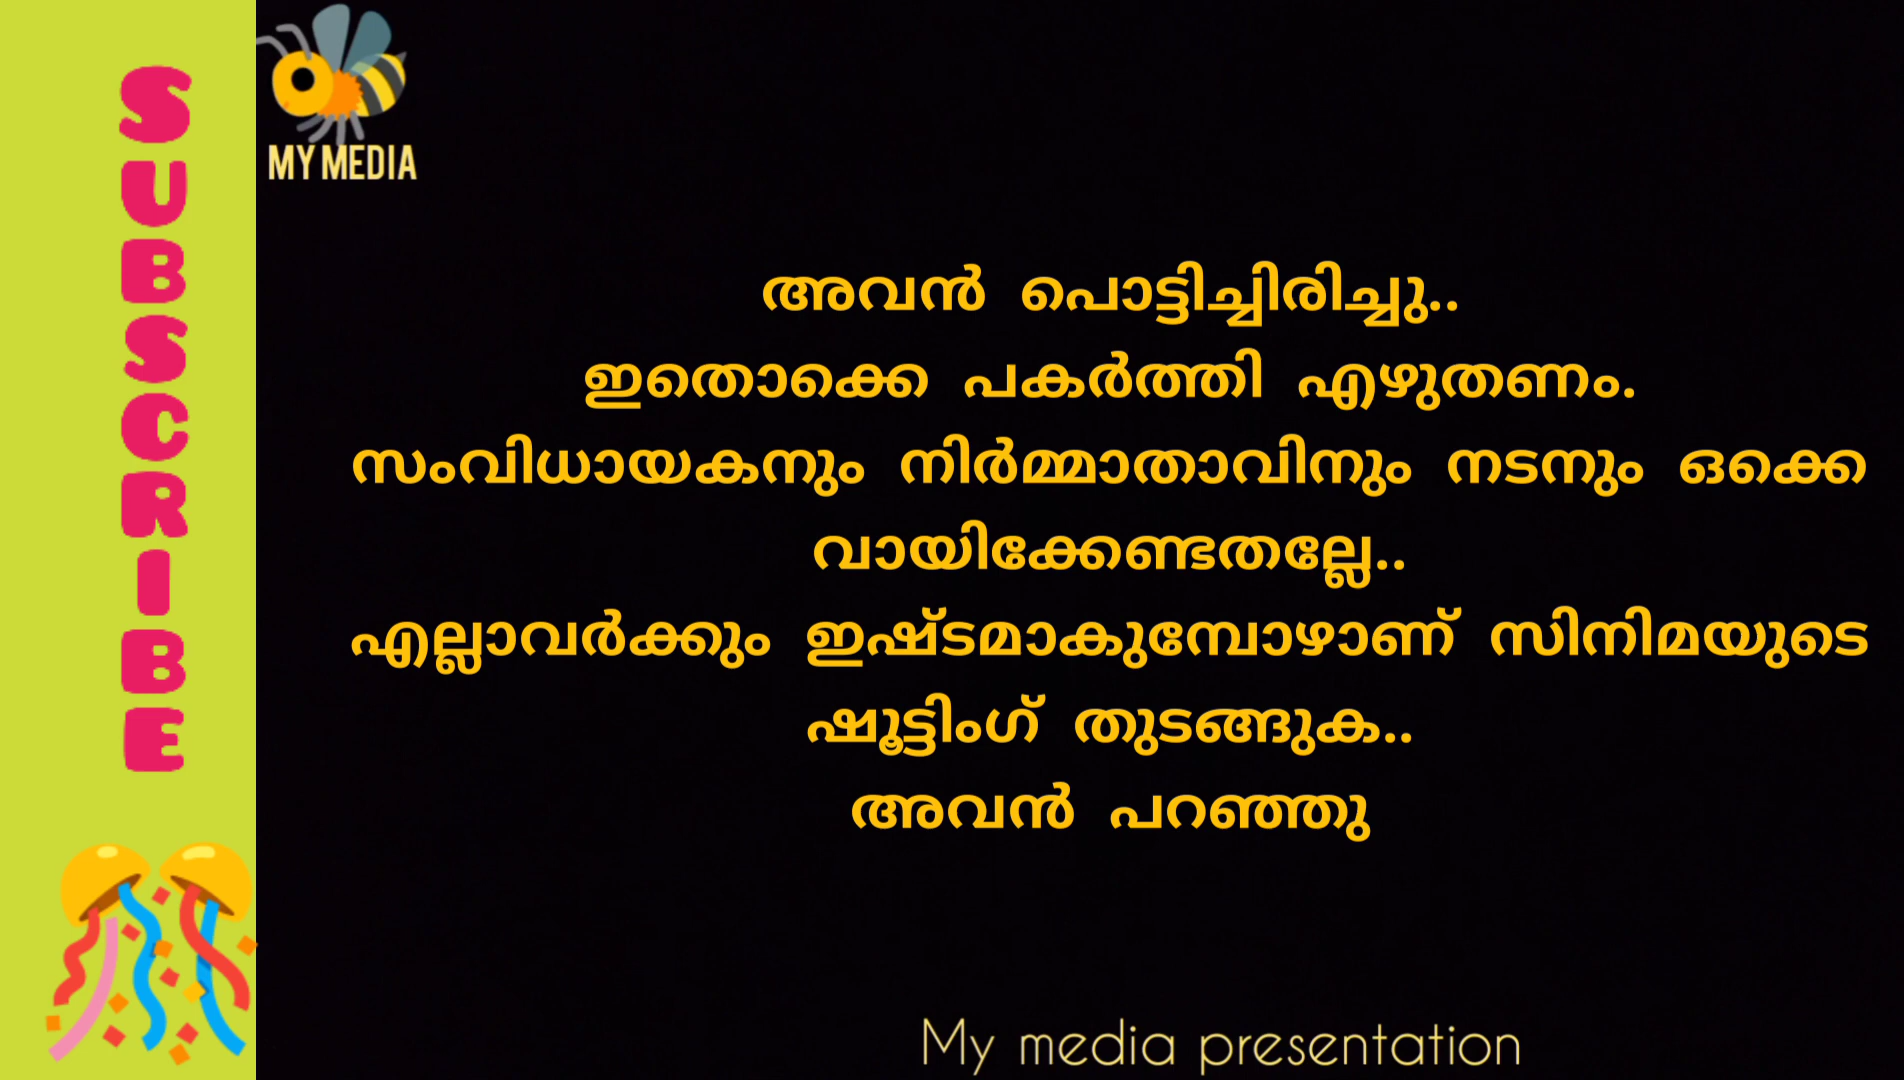 SUBSCRIBE
MY MEDIA
അവൻ പൊട്ടിച്ചിരിച്ചു..
ഇതൊക്കെ പകർത്തി എഴുതണം.
സംവിധായകനും നിർമ്മാതാവിനും നടനും ഒക്കെ
വായിക്കേണ്ടതല്ലേ..
എല്ലാവർക്കും ഇഷ്ടമാകുമ്പോഴാണ് സിനിമയുടെ
ഷൂട്ടിംഗ് തുടങ്ങുക..
അവൻ പറഞ്ഞു
My media presentation